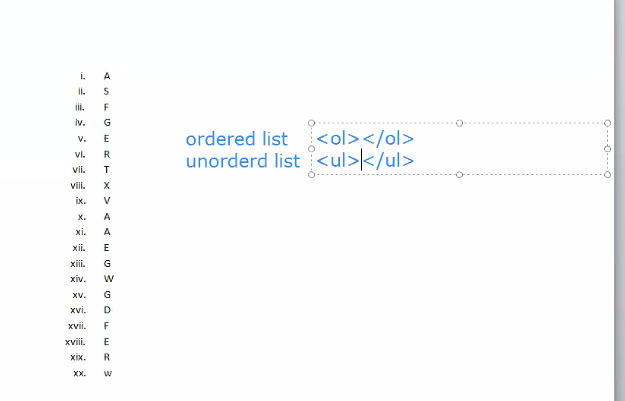 i. A
ii. S
iii. F
iv. G
v. E
vi. R
vii. T
viii. X
ix. V
x. A
xi. A
xii. E
xiii. G
xiv. W
xv. G
xvi. D
xvii. F
xviii. E
xix. R
xx. w
ordered list <ol></ol>
unorderd list <ul></ul>